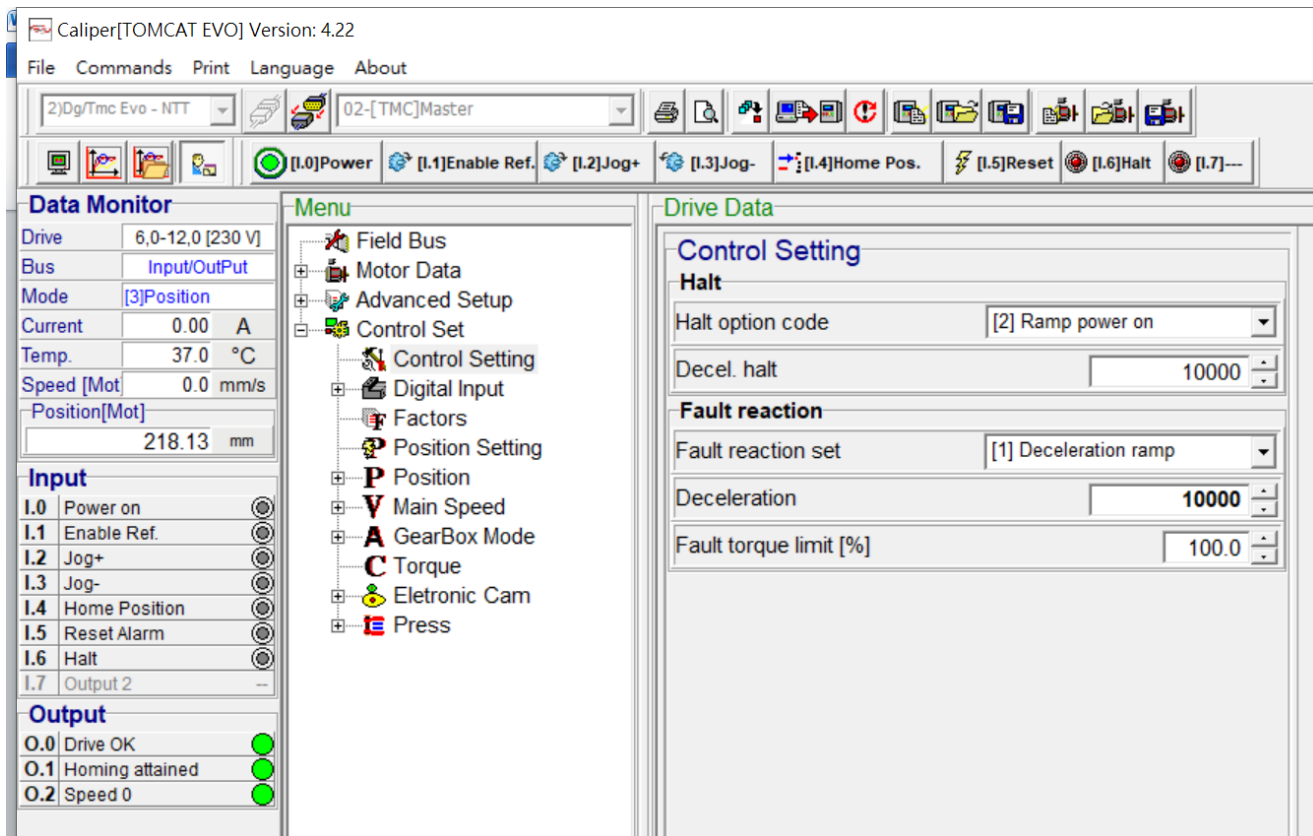 Caliper[TOMCAT EVO] Version: 4.22
File Commands Print Language About
2)Dg/Tmc Evo - NTT 02-[TMC]Master
[I.0]Power [I.1]Enable Ref. [I.2]Jog+ [I.3]Jog- [I.4]Home Pos. [I.5]Reset [I.6]Halt [I.7]---
Data Monitor
Drive 6,0-12,0 [230 V]
Bus Input/OutPut
Mode [3]Position
Current 0.00 A
Temp. 37.0 °C
Speed [Mot 0.0 mm/s
Position[Mot]
218.13 mm
Input
I.0 Power on
I.1 Enable Ref.
I.2 Jog+
I.3 Jog-
I.4 Home Position
I.5 Reset Alarm
I.6 Halt
I.7 Output 2 --
Output
O.0 Drive OK
O.1 Homing attained
O.2 Speed 0
Menu
Field Bus
Motor Data
Advanced Setup
Control Set
Control Setting
Digital Input
Factors
Position Setting
P Position
V Main Speed
A GearBox Mode
C Torque
Eletronic Cam
Press
Drive Data
Control Setting
Halt
Halt option code [2] Ramp power on
Decel. halt 10000
Fault reaction
Fault reaction set [1] Deceleration ramp
Deceleration 10000
Fault torque limit [%] 100.0